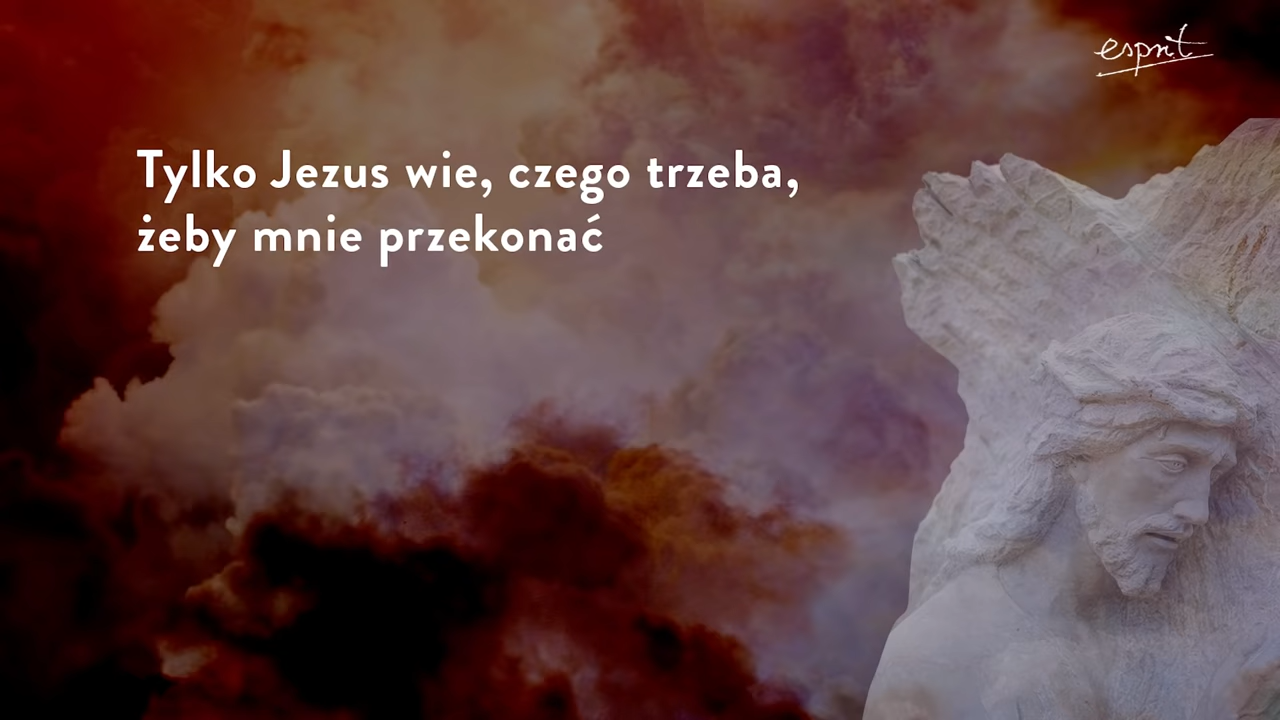 esprit
Tylko Jezus wie, czego trzeba,
żeby mnie przekonać